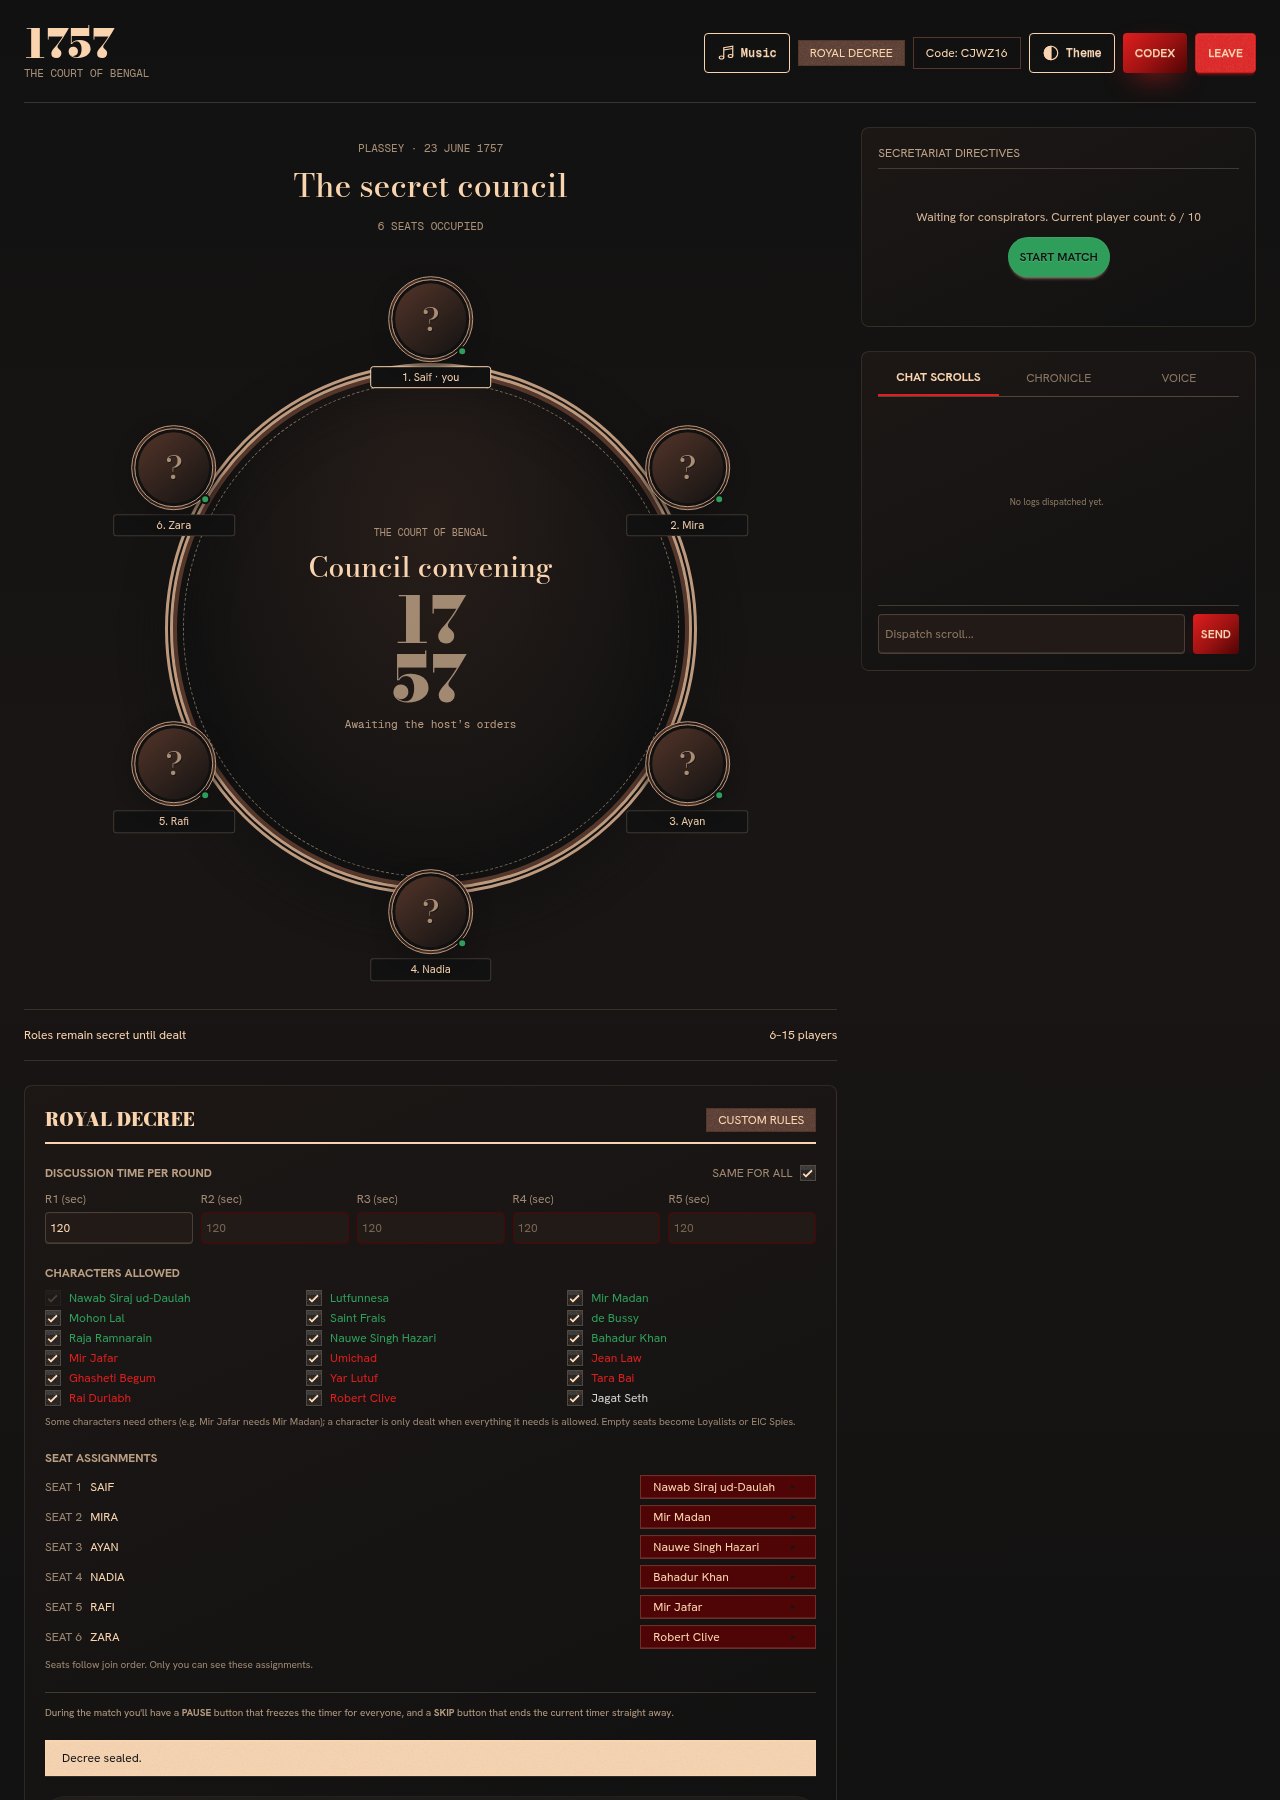 1757
THE COURT OF BENGAL
Music
ROYAL DECREE
Code: CJWZ16
Theme
CODEX
LEAVE
PLASSEY · 23 JUNE 1757
The secret council
6 SEATS OCCUPIED
?
1. Saif · you
?
6. Zara
?
2. Mira
THE COURT OF BENGAL
Council convening
17
57
Awaiting the host's orders
?
5. Rafi
?
3. Ayan
?
4. Nadia
Roles remain secret until dealt
6–15 players
SECRETARIAT DIRECTIVES
Waiting for conspirators. Current player count: 6 / 10
START MATCH
CHAT SCROLLS
CHRONICLE
VOICE
No logs dispatched yet.
Dispatch scroll...
SEND
ROYAL DECREE
CUSTOM RULES
DISCUSSION TIME PER ROUND
SAME FOR ALL
R1 (sec)
R2 (sec)
R3 (sec)
R4 (sec)
R5 (sec)
120
120
120
120
120
CHARACTERS ALLOWED
Nawab Siraj ud-Daulah
Lutfunnesa
Mir Madan
Mohon Lal
Saint Frais
de Bussy
Raja Ramnarain
Nauwe Singh Hazari
Bahadur Khan
Mir Jafar
Umichad
Jean Law
Ghasheti Begum
Yar Lutuf
Tara Bai
Rai Durlabh
Robert Clive
Jagat Seth
Some characters need others (e.g. Mir Jafar needs Mir Madan); a character is only dealt when everything it needs is allowed. Empty seats become Loyalists or EIC Spies.
SEAT ASSIGNMENTS
SEAT 1 SAIF
Nawab Siraj ud-Daulah
SEAT 2 MIRA
Mir Madan
SEAT 3 AYAN
Nauwe Singh Hazari
SEAT 4 NADIA
Bahadur Khan
SEAT 5 RAFI
Mir Jafar
SEAT 6 ZARA
Robert Clive
Seats follow join order. Only you can see these assignments.
During the match you'll have a PAUSE button that freezes the timer for everyone, and a SKIP button that ends the current timer straight away.
Decree sealed.